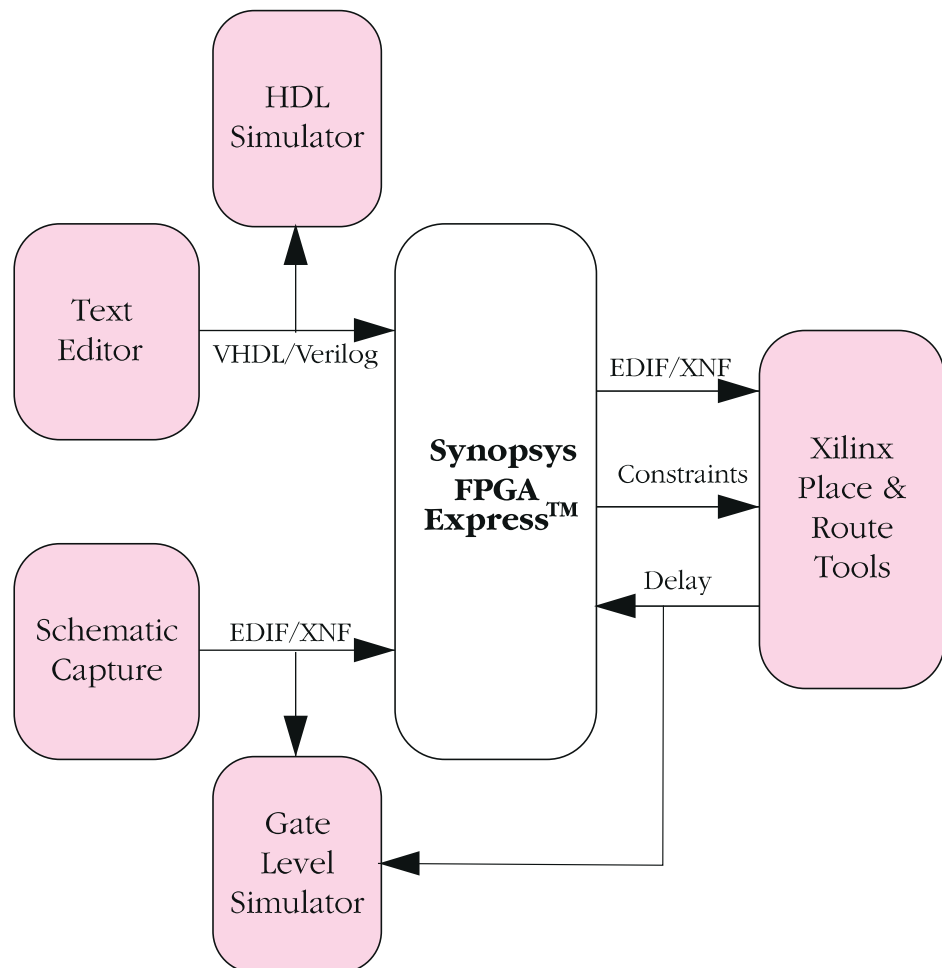 HDL
Simulator
Text
Editor
VHDL/Verilog
EDIF/XNF
Synopsys
FPGA
Express™
Constraints
Xilinx
Place &
Route
Tools
Delay
Schematic
Capture
EDIF/XNF
Gate
Level
Simulator